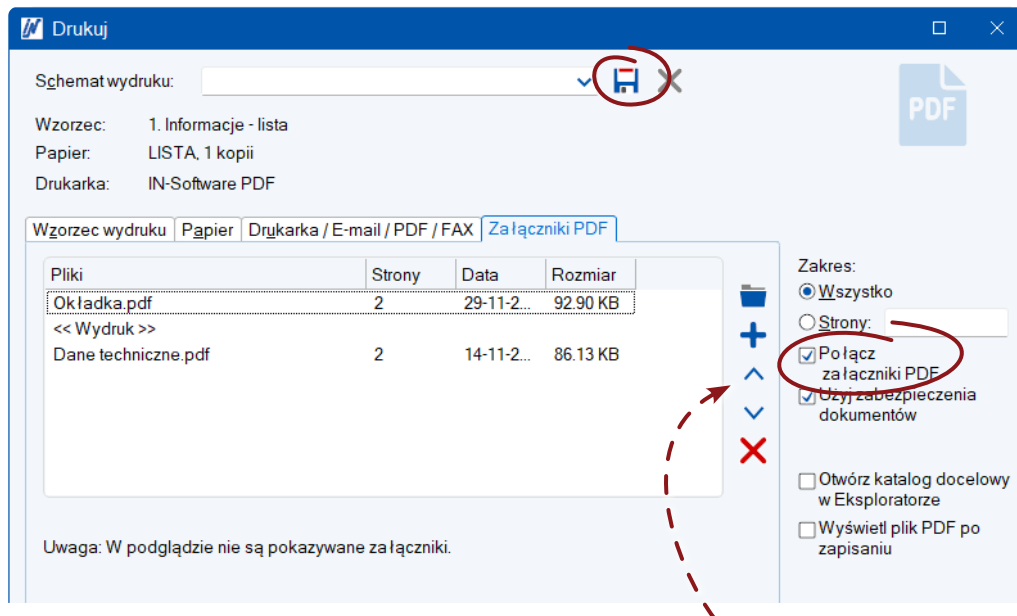 Drukuj
Schemat wydruku:
PDF
Wzorzec: 1. Informacje - lista
Papier: LISTA, 1 kopii
Drukarka: IN-Software PDF
Wzorzec wydruku Papier Drukarka / E-mail / PDF / FAX Załączniki PDF
Pliki Strony Data Rozmiar
Okładka.pdf 2 29-11-2... 92.90 KB
<< Wydruk >>
Dane techniczne.pdf 2 14-11-2... 86.13 KB
Zakres:
Wszystko
Strony:
Połącz
załączniki PDF
Użyj zabezpieczenia
dokumentów
Otwórz katalog docelowy
w Eksploratorze
Wyświetl plik PDF po
zapisaniu
Uwaga: W podglądzie nie są pokazywane załączniki.